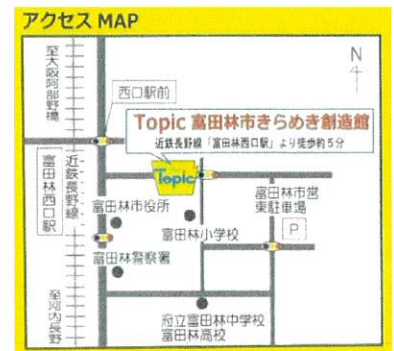 アクセス MAP
至大阪阿部野橋
西口駅前
N
Topic 富田林市きらめき創造館
近鉄長野線「富田林西口駅」より徒歩約5分
近鉄長野線
富田林西口駅
Topic
富田林市役所
富田林小学校
富田林市営
東駐車場
P
富田林警察署
至河内長野
府立富田林中学校
富田林高校